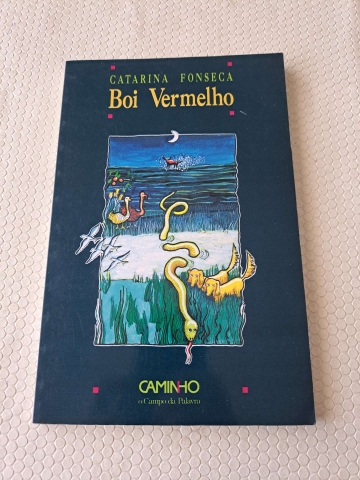 CATARINA FONSECA
Boi Vermelho
CAMINHO
o Campo da Palavra